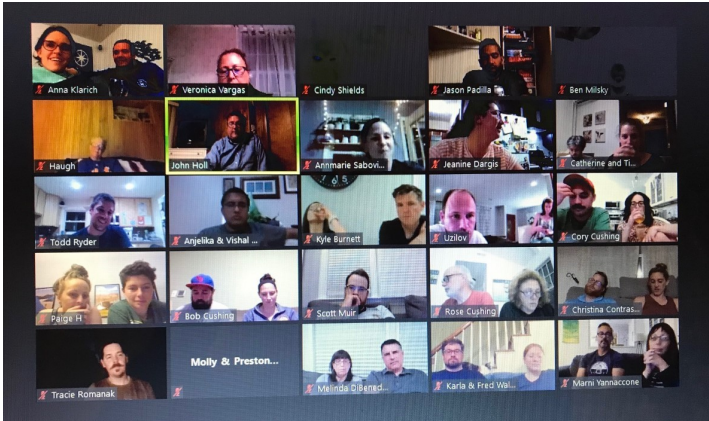 Anna Klarich
Veronica Vargas
Cindy Shields
Jason Padilla
Ben Milsky
Haugh
John Holl
Annmarie Sabovi...
Jeanine Dargis
Catherine and Ti...
Todd Ryder
Anjelika & Vishal ...
Kyle Burnett
Uzilov
Cory Cushing
Paige H
Bob Cushing
Scott Muir
Rose Cushing
Christina Contras...
Tracie Romanak
Molly & Preston...
Melinda DiBened...
Karla & Fred Wal...
Marni Yannaccone